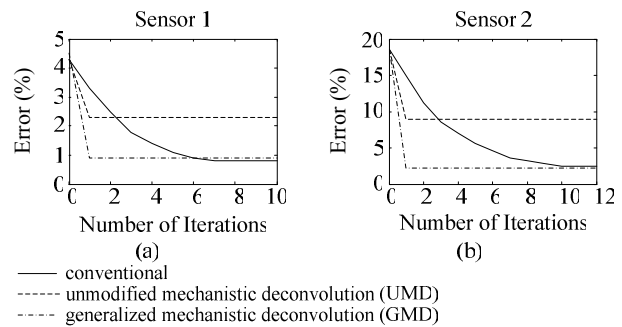 Sensor 1
5
4
3
2
1
0
Error (%)
0 2 4 6 8 10
Number of Iterations
(a)
Sensor 2
20
15
10
5
0
Error (%)
0 2 4 6 8 10 12
Number of Iterations
(b)
conventional
unmodified mechanistic deconvolution (UMD)
generalized mechanistic deconvolution (GMD)